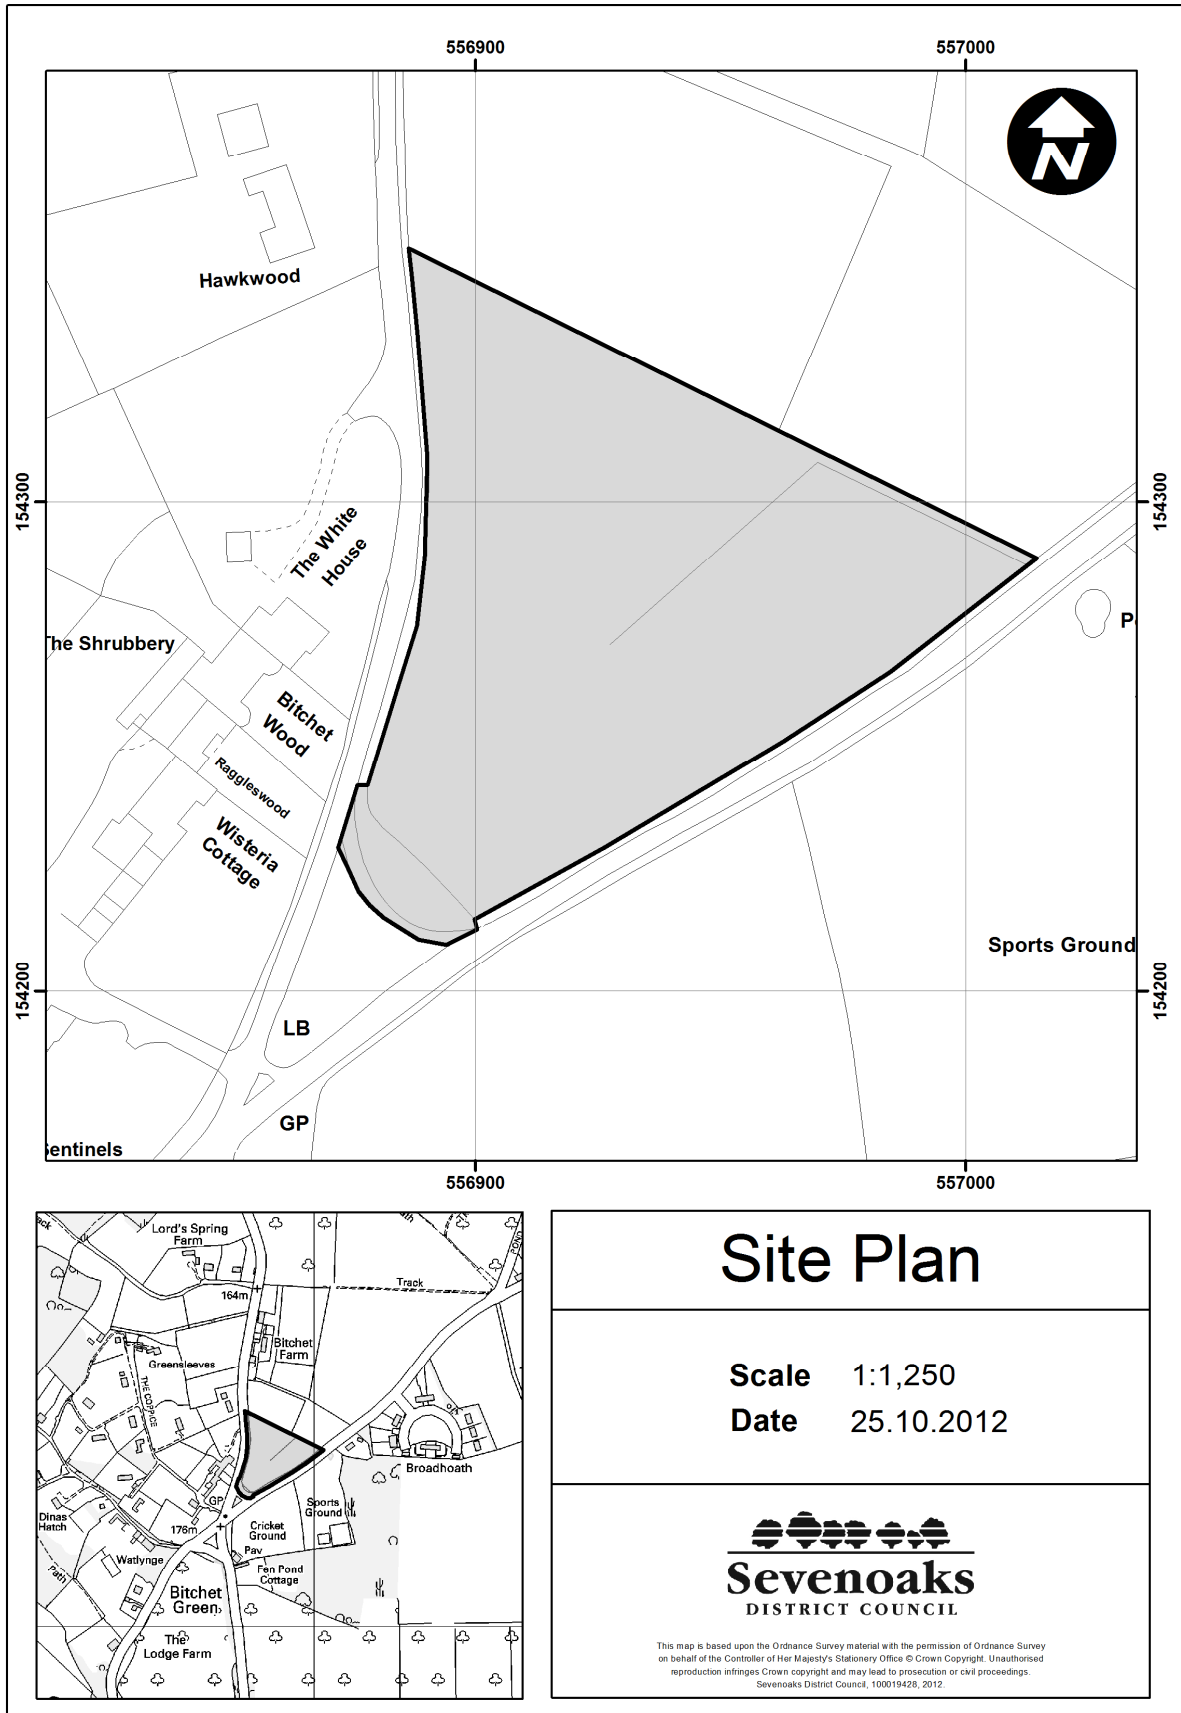 556900
557000
N
Hawkwood
154300
154300
The White
House
he Shrubbery
P
Bitchet
Wood
Raggleswood
Wisteria
Cottage
Sports Ground
154200
154200
LB
GP
entinels
556900
557000
Lord's Spring
Farm
164m
Track
Bitchet
Farm
Greensleeves
THE COPPICE
Broadhoath
GP
Sports
Ground
Dinas
Hatch
176m
Cricket
Ground
Pav
Watlynge
Fen Pond
Cottage
Path
Bitchet
Green
The
Lodge Farm
Site Plan
Scale 1:1,250
Date 25.10.2012
Sevenoaks
DISTRICT COUNCIL
This map is based upon the Ordnance Survey material with the permission of Ordnance Survey
on behalf of the Controller of Her Majesty's Stationery Office © Crown Copyright. Unauthorised
reproduction infringes Crown copyright and may lead to prosecution or civil proceedings.
Sevenoaks District Council, 100019428, 2012.